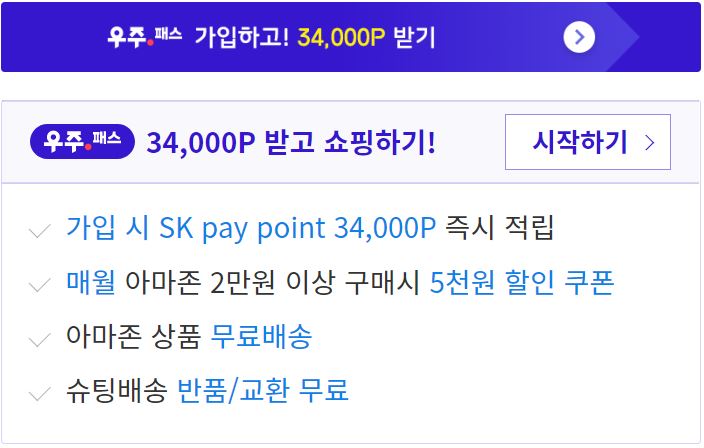 우주패스 가입하고! 34,000P 받기
우주패스 34,000P 받고 쇼핑하기! 시작하기
가입 시 SK pay point 34,000P 즉시 적립
매월 아마존 2만원 이상 구매시 5천원 할인 쿠폰
아마존 상품 무료배송
슈팅배송 반품/교환 무료